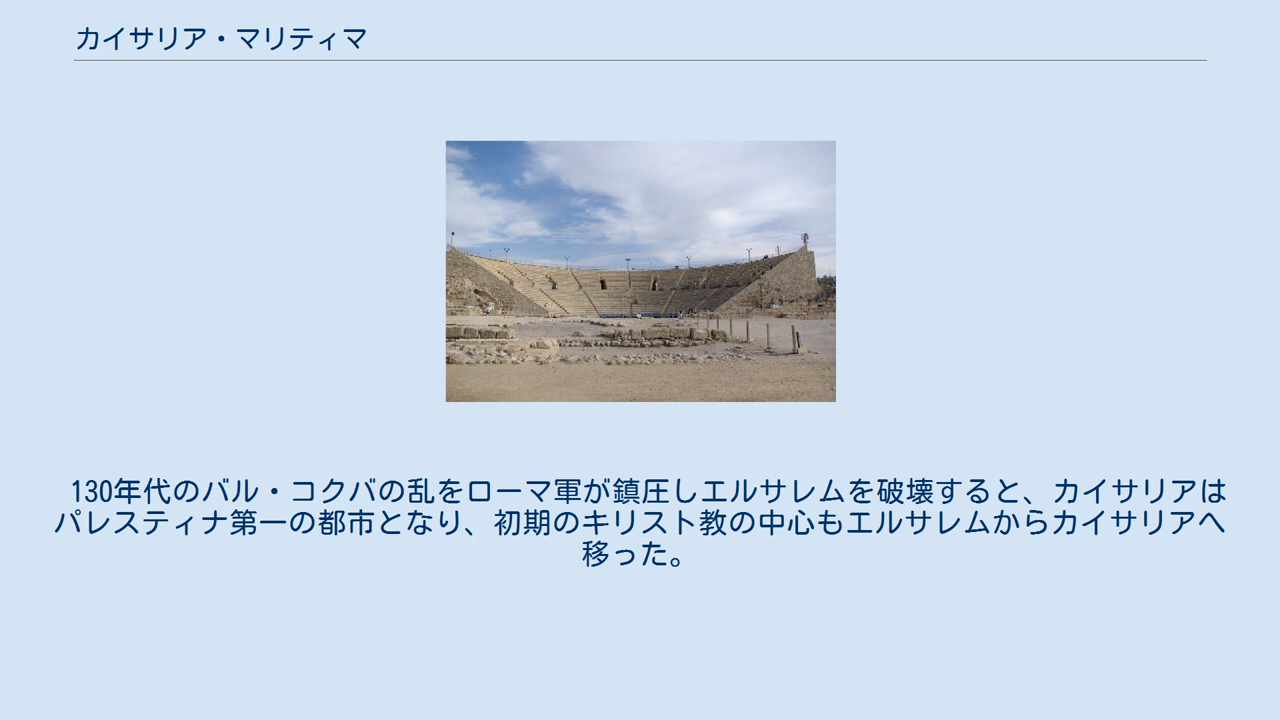 カイサリア・マリティマ
130年代のバル・コクバの乱をローマ軍が鎮圧しエルサレムを破壊すると、カイサリアは
パレスティナ第一の都市となり、初期のキリスト教の中心もエルサレムからカイサリアへ
移った。